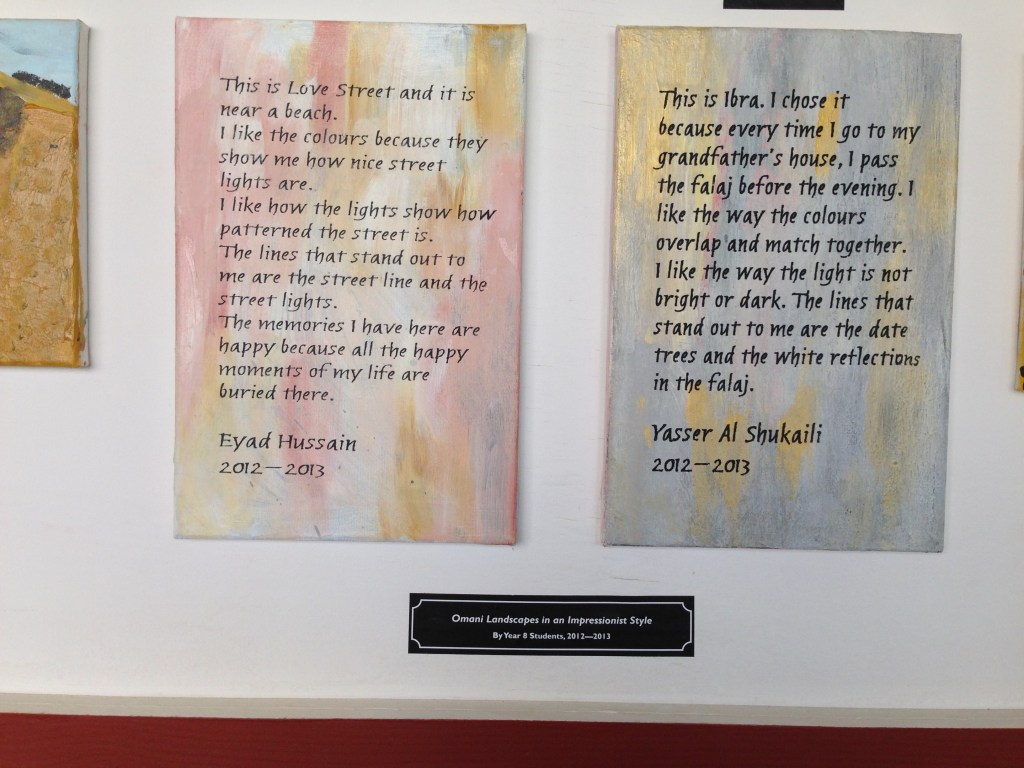 This is Love Street and it is
near a beach.
I like the colours because they
show me how nice street
lights are.
I like how the lights show how
patterned the street is.
The lines that stand out to
me are the street line and the
street lights.
The memories I have here are
happy because all the happy
moments of my life are
buried there.
Eyad Hussain
2012—2013
This is Ibra. I chose it
because every time I go to my
grandfather's house, I pass
the falaj before the evening. I
like the way the colours
overlap and match together.
I like the way the light is not
bright or dark. The lines that
stand out to me are the date
trees and the white reflections
in the falaj.
Yasser Al Shukaili
2012—2013
Omani Landscapes in an Impressionist Style
By Year 8 Students, 2012—2013